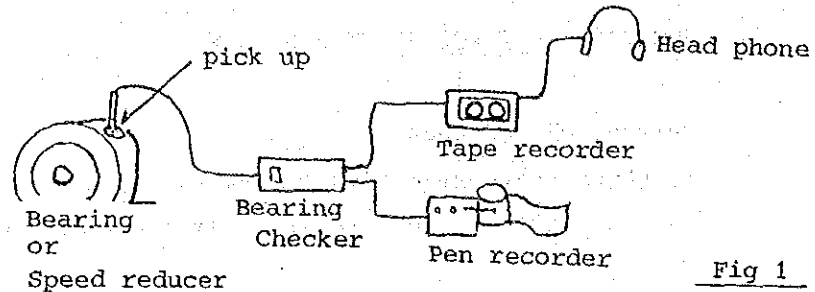 pick up
Head phone
Tape recorder
Bearing
or
Speed reducer
Bearing
Checker
Pen recorder
Fig 1